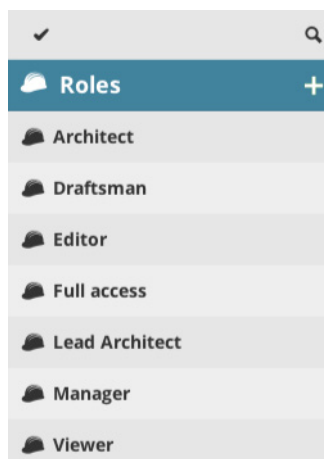 Roles
Architect
Draftsman
Editor
Full access
Lead Architect
Manager
Viewer